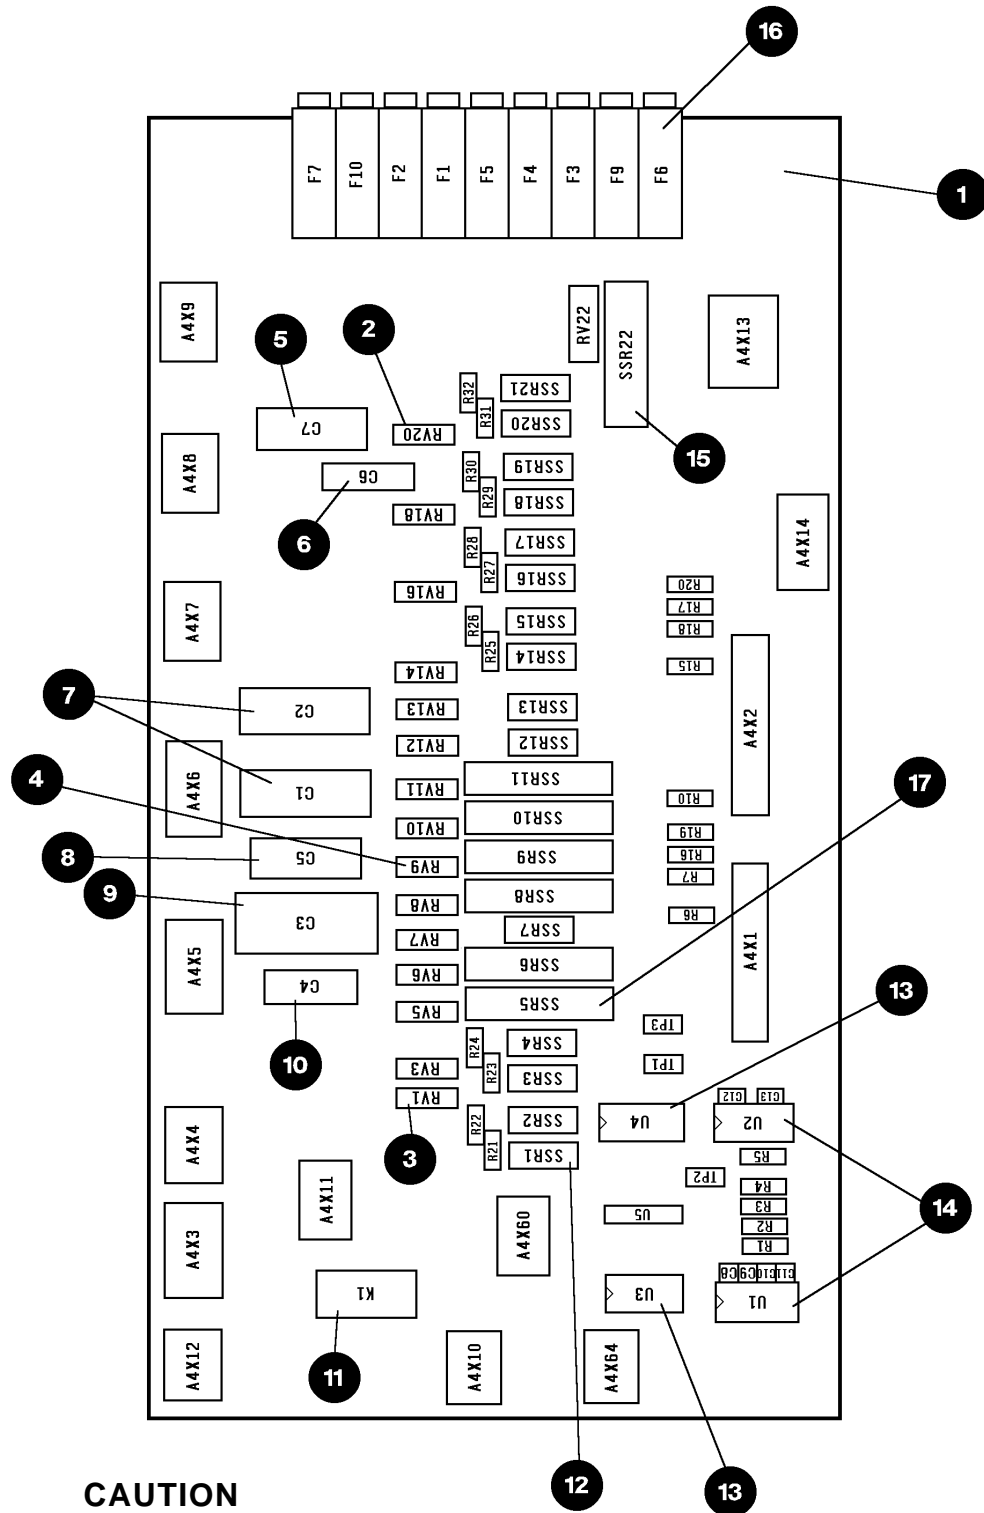 16
F7 F10 F2 F1 F5 F4 F3 F9 F6
1
A4X9
2
RV22
SSR22
A4X13
5
R32
SSR21
C7
RV20
R31
SSR20
A4X8
R30
SSR19
15
C6
R29
SSR18
RV18
A4X14
6
R28
SSR17
R27
SSR16
RV16
R20
A4X7
R17
R26
SSR15
R18
R25
SSR14
R15
RV14
7
C2
RV13
SSR13
A4X2
RV12
SSR12
4
A4X6
C1
RV11
SSR11
17
R10
RV10
SSR10
R19
8
C5
RV9
SSR9
R16
R7
9
C3
RV8
SSR8
R6
SSR7
RV7
A4X5
RV6
SSR6
A4X1
C4
RV5
SSR5
13
TP3
10
R24
SSR4
RV3
R23
SSR3
TP1
RV1
C12 C13
A4X4
R22
SSR2
U4
U2
3
R21
SSR1
R5
TP2
R4
A4X11
R3
14
U5
R2
A4X3
A4X60
R1
C8 C9 C10 C11
K1
U3
U1
A4X12
11
A4X10
A4X64
12
13
CAUTION